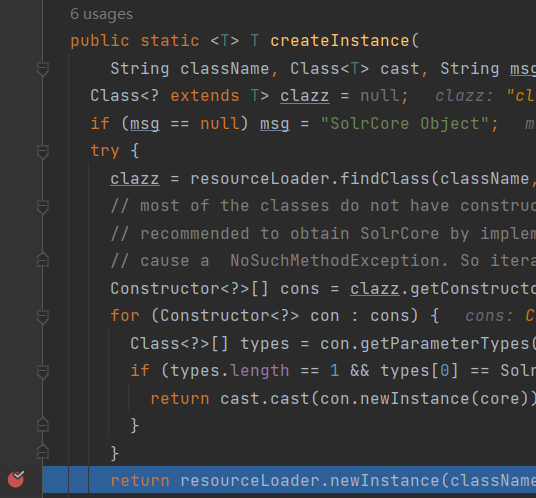 6 usages
public static <T> T createInstance(
String className, Class<T> cast, String msg
Class<? extends T> clazz = null; clazz: "cl
if (msg == null) msg = "SolrCore Object"; m
try {
clazz = resourceLoader.findClass(className,
// most of the classes do not have construc
// recommended to obtain SolrCore by implem
// cause a NoSuchMethodException. So itera
Constructor<?>[] cons = clazz.getConstructo
for (Constructor<?> con : cons) { cons: C
Class<?>[] types = con.getParameterTypes(
if (types.length == 1 && types[0] == Solr
return cast.cast(con.newInstance(core))
}
}
return resourceLoader.newInstance(className